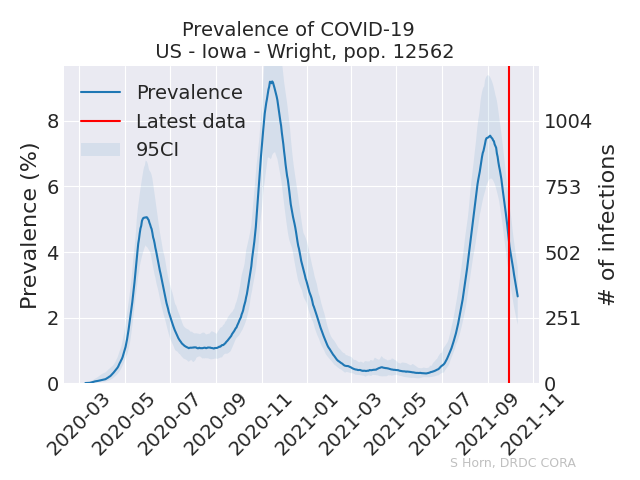 Prevalence of COVID-19
US - Iowa - Wright, pop. 12562
Prevalence
Latest data
95CI
Prevalence (%)
8
6
4
2
0
1004
753
502
251
0
# of infections
2020-03
2020-05
2020-07
2020-09
2020-11
2021-01
2021-03
2021-05
2021-07
2021-09
2021-11
S Horn, DRDC CORA